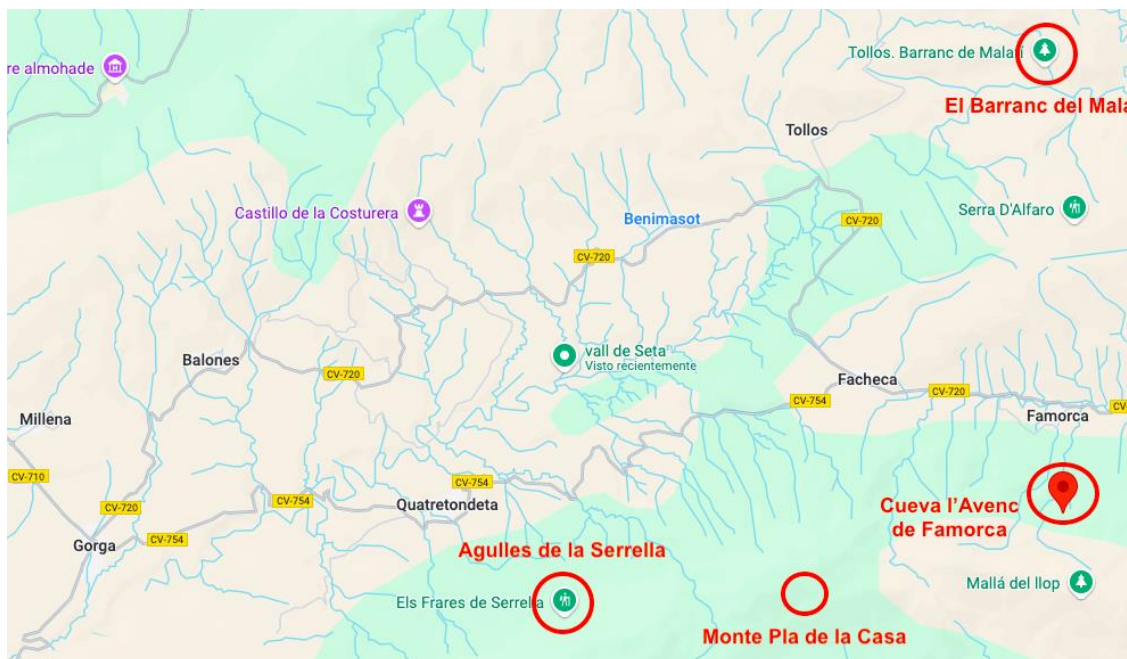 Tollos. Barranc de Malafí
re almohade
El Barranc del Mala
Tollos
Castillo de la Costurera
Benimasot
Serra D'Alfaro
CV-720
CV-720
vall de Seta
Visto recientemente
Balones
CV-720
Facheca
CV-720
CV-754
CV-
Millena
Famorca
CV-710
CV-754
Cueva l'Avenc
de Famorca
Quatretondeta
CV-720
CV-754
CV-754
Gorga
Agulles de la Serrella
Mallá del llop
Els Frares de Serrella
Monte Pla de la Casa